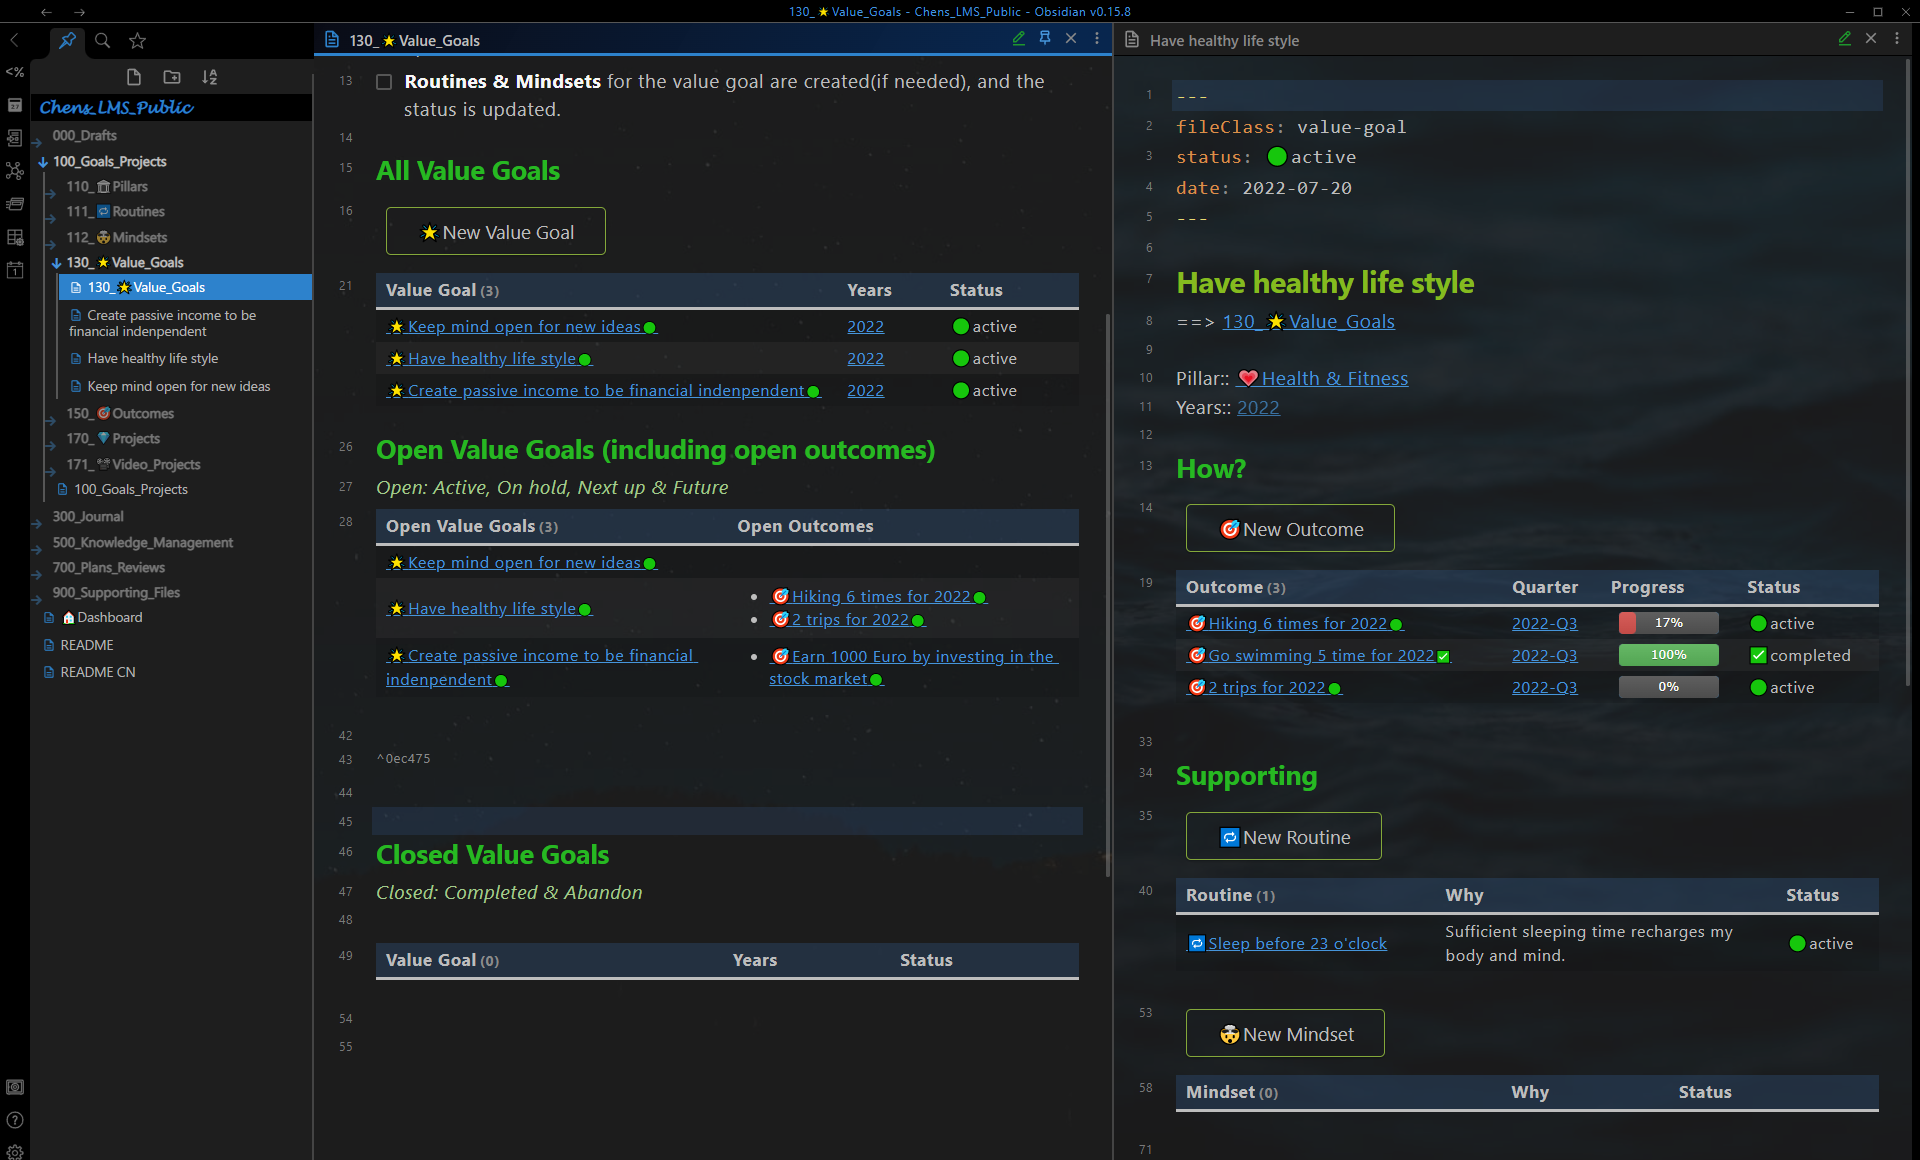 130_⭐Value_Goals - Chens_LMS_Public - Obsidian v0.15.8
Chens_LMS_Public
000_Drafts
100_Goals_Projects
110_🏛Pillars
111_🔁Routines
112_🤯Mindsets
130_⭐Value_Goals
130_⭐Value_Goals
Create passive income to be
financial indenpendent
Have healthy life style
Keep mind open for new ideas
150_🎯Outcomes
170_💎Projects
171_📽Video_Projects
100_Goals_Projects
300_Journal
500_Knowledge_Management
700_Plans_Reviews
900_Supporting_Files
🏠Dashboard
README
README CN
130_⭐Value_Goals
13 Routines & Mindsets for the value goal are created(if needed), and the
status is updated.
14
15 All Value Goals
16 ⭐New Value Goal
21 Value Goal (3) Years Status
⭐Keep mind open for new ideas🟢 2022 🟢active
⭐Have healthy life style🟢 2022 🟢active
⭐Create passive income to be financial indenpendent🟢 2022 🟢active
26 Open Value Goals (including open outcomes)
27 Open: Active, On hold, Next up & Future
28 Open Value Goals (3) Open Outcomes
⭐Keep mind open for new ideas🟢
⭐Have healthy life style🟢 • 🎯Hiking 6 times for 2022🟢
• 🎯2 trips for 2022🟢
⭐Create passive income to be financial • 🎯Earn 1000 Euro by investing in the
indenpendent🟢 stock market🟢
42
43 ^0ec475
44
45
46 Closed Value Goals
47 Closed: Completed & Abandon
48
49 Value Goal (0) Years Status
54
55
Have healthy life style
1 ---
2 fileClass: value-goal
3 status: 🟢active
4 date: 2022-07-20
5 ---
6
7 Have healthy life style
8 ==> 130_⭐Value_Goals
9
10 Pillar:: 💗Health & Fitness
11 Years:: 2022
12
13 How?
14 🎯New Outcome
19 Outcome (3) Quarter Progress Status
🎯Hiking 6 times for 2022🟢 2022-Q3 17% 🟢active
🎯Go swimming 5 time for 2022✅ 2022-Q3 100% ✅completed
🎯2 trips for 2022🟢 2022-Q3 0% 🟢active
33
34 Supporting
35 🔁New Routine
40 Routine (1) Why Status
🔁Sleep before 23 o'clock Sufficient sleeping time recharges my 🟢active
body and mind.
53 🤯New Mindset
58 Mindset (0) Why Status
71